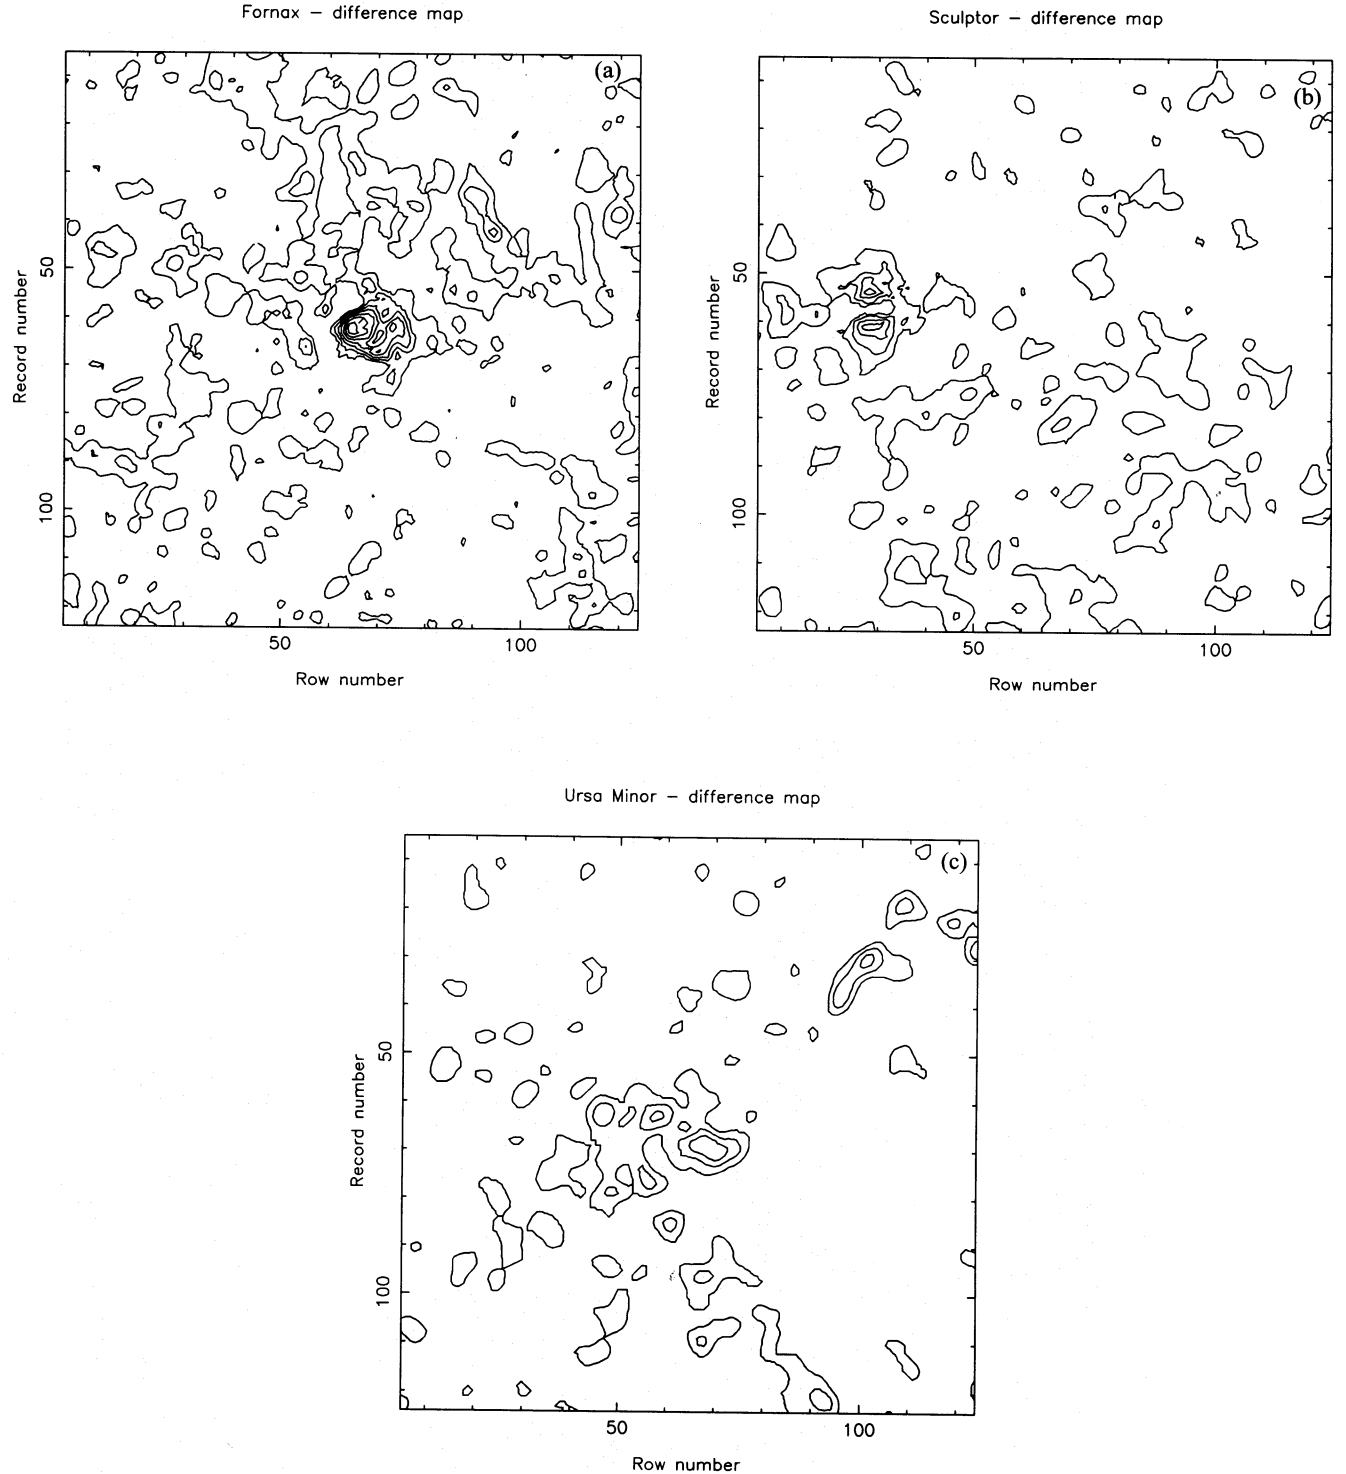 Fornax – difference map
(a)
Record number
50
100
50
100
Row number
Sculptor – difference map
(b)
Record number
50
100
50
100
Row number
Ursa Minor – difference map
(c)
Record number
50
100
50
100
Row number